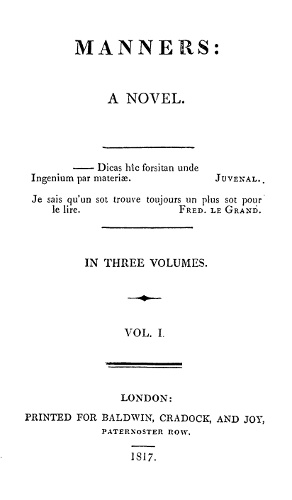 MANNERS:
A NOVEL.
—— Dicas hîc forsitan unde
Ingenium par materiæ. JUVENAL.
Je sais qu'un sot trouve toujours un plus sot pour
le lire. FRED. LE GRAND.
IN THREE VOLUMES.
VOL. I.
LONDON:
PRINTED FOR BALDWIN, CRADOCK, AND JOY,
PATERNOSTER ROW.
1817.